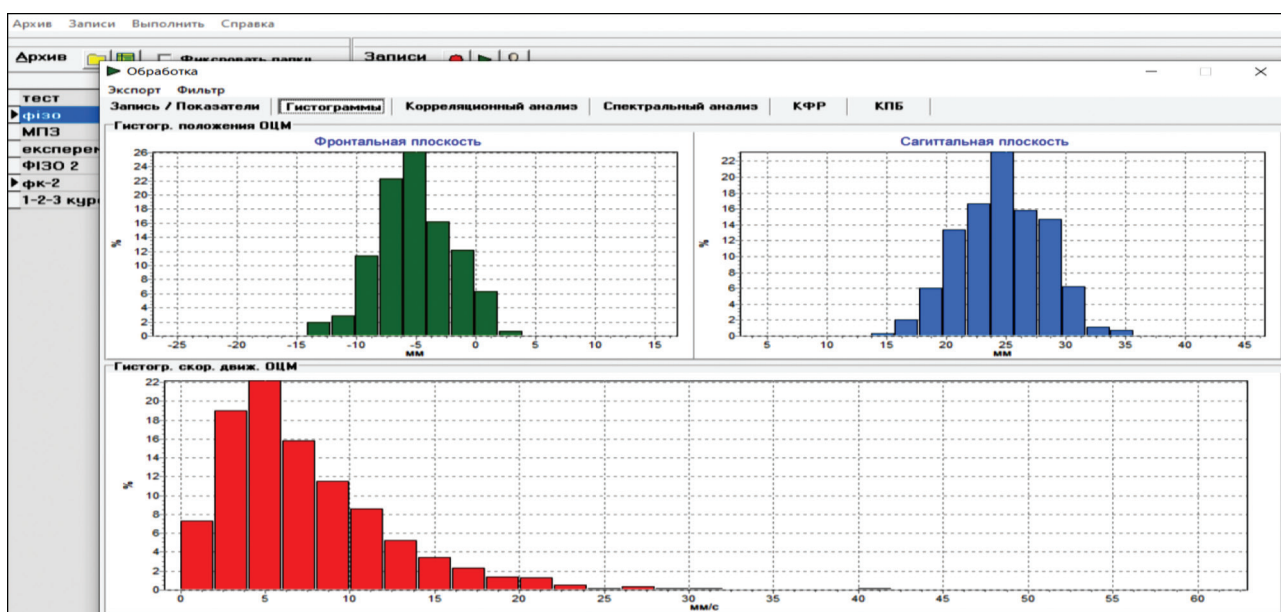 Архив Записи Выполнить Справка
Архив Фиксровать папки Записи
Обработка
Экспорт Фильтр
Запись / Показатели Гистограммы Корреляционный анализ Спектральный анализ КФР КПБ
тест
фізо
МПЗ
експерем
ФІЗО 2
фк-2
1-2-3 кур
Гистогр. положения ОЦМ
Фронтальная плоскость
26
24
22
20
18
16
14
12
10
8
6
4
2
0
%
-25 -20 -15 -10 -5 0 5 10 15
мм
Сагиттальная плоскость
22
20
18
16
14
12
10
8
6
4
2
0
%
5 10 15 20 25 30 35 40 45
мм
Гистогр. скор. движ. ОЦМ
22
20
18
16
14
12
10
8
6
4
2
0
%
0 5 10 15 20 25 30 35 40 45 50 55 60
мм/с